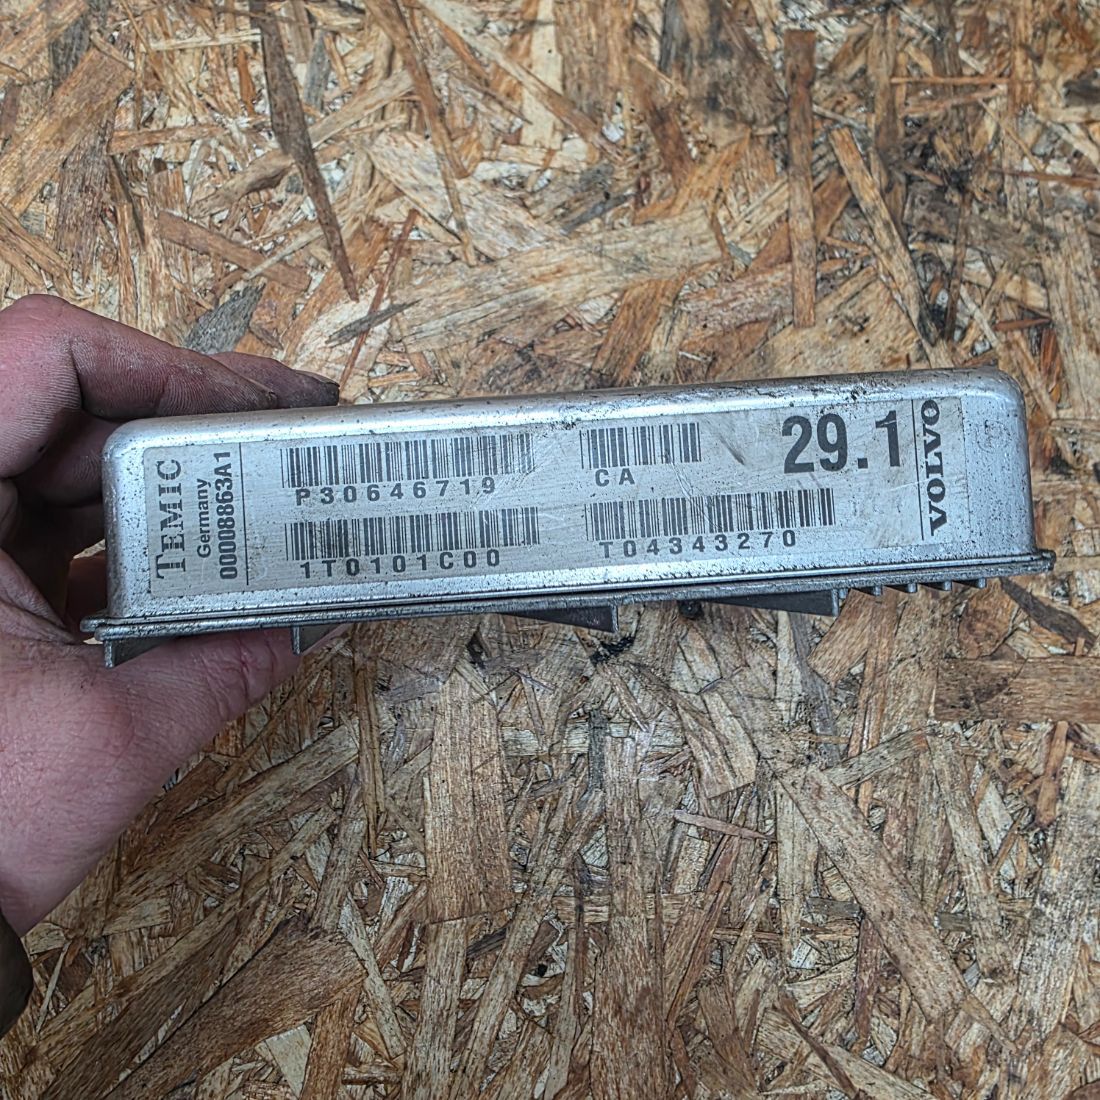 TEMIC
Germany
00008863A1
P30646719
1T0101C00
CA
T04343270
29.1
VOLVO